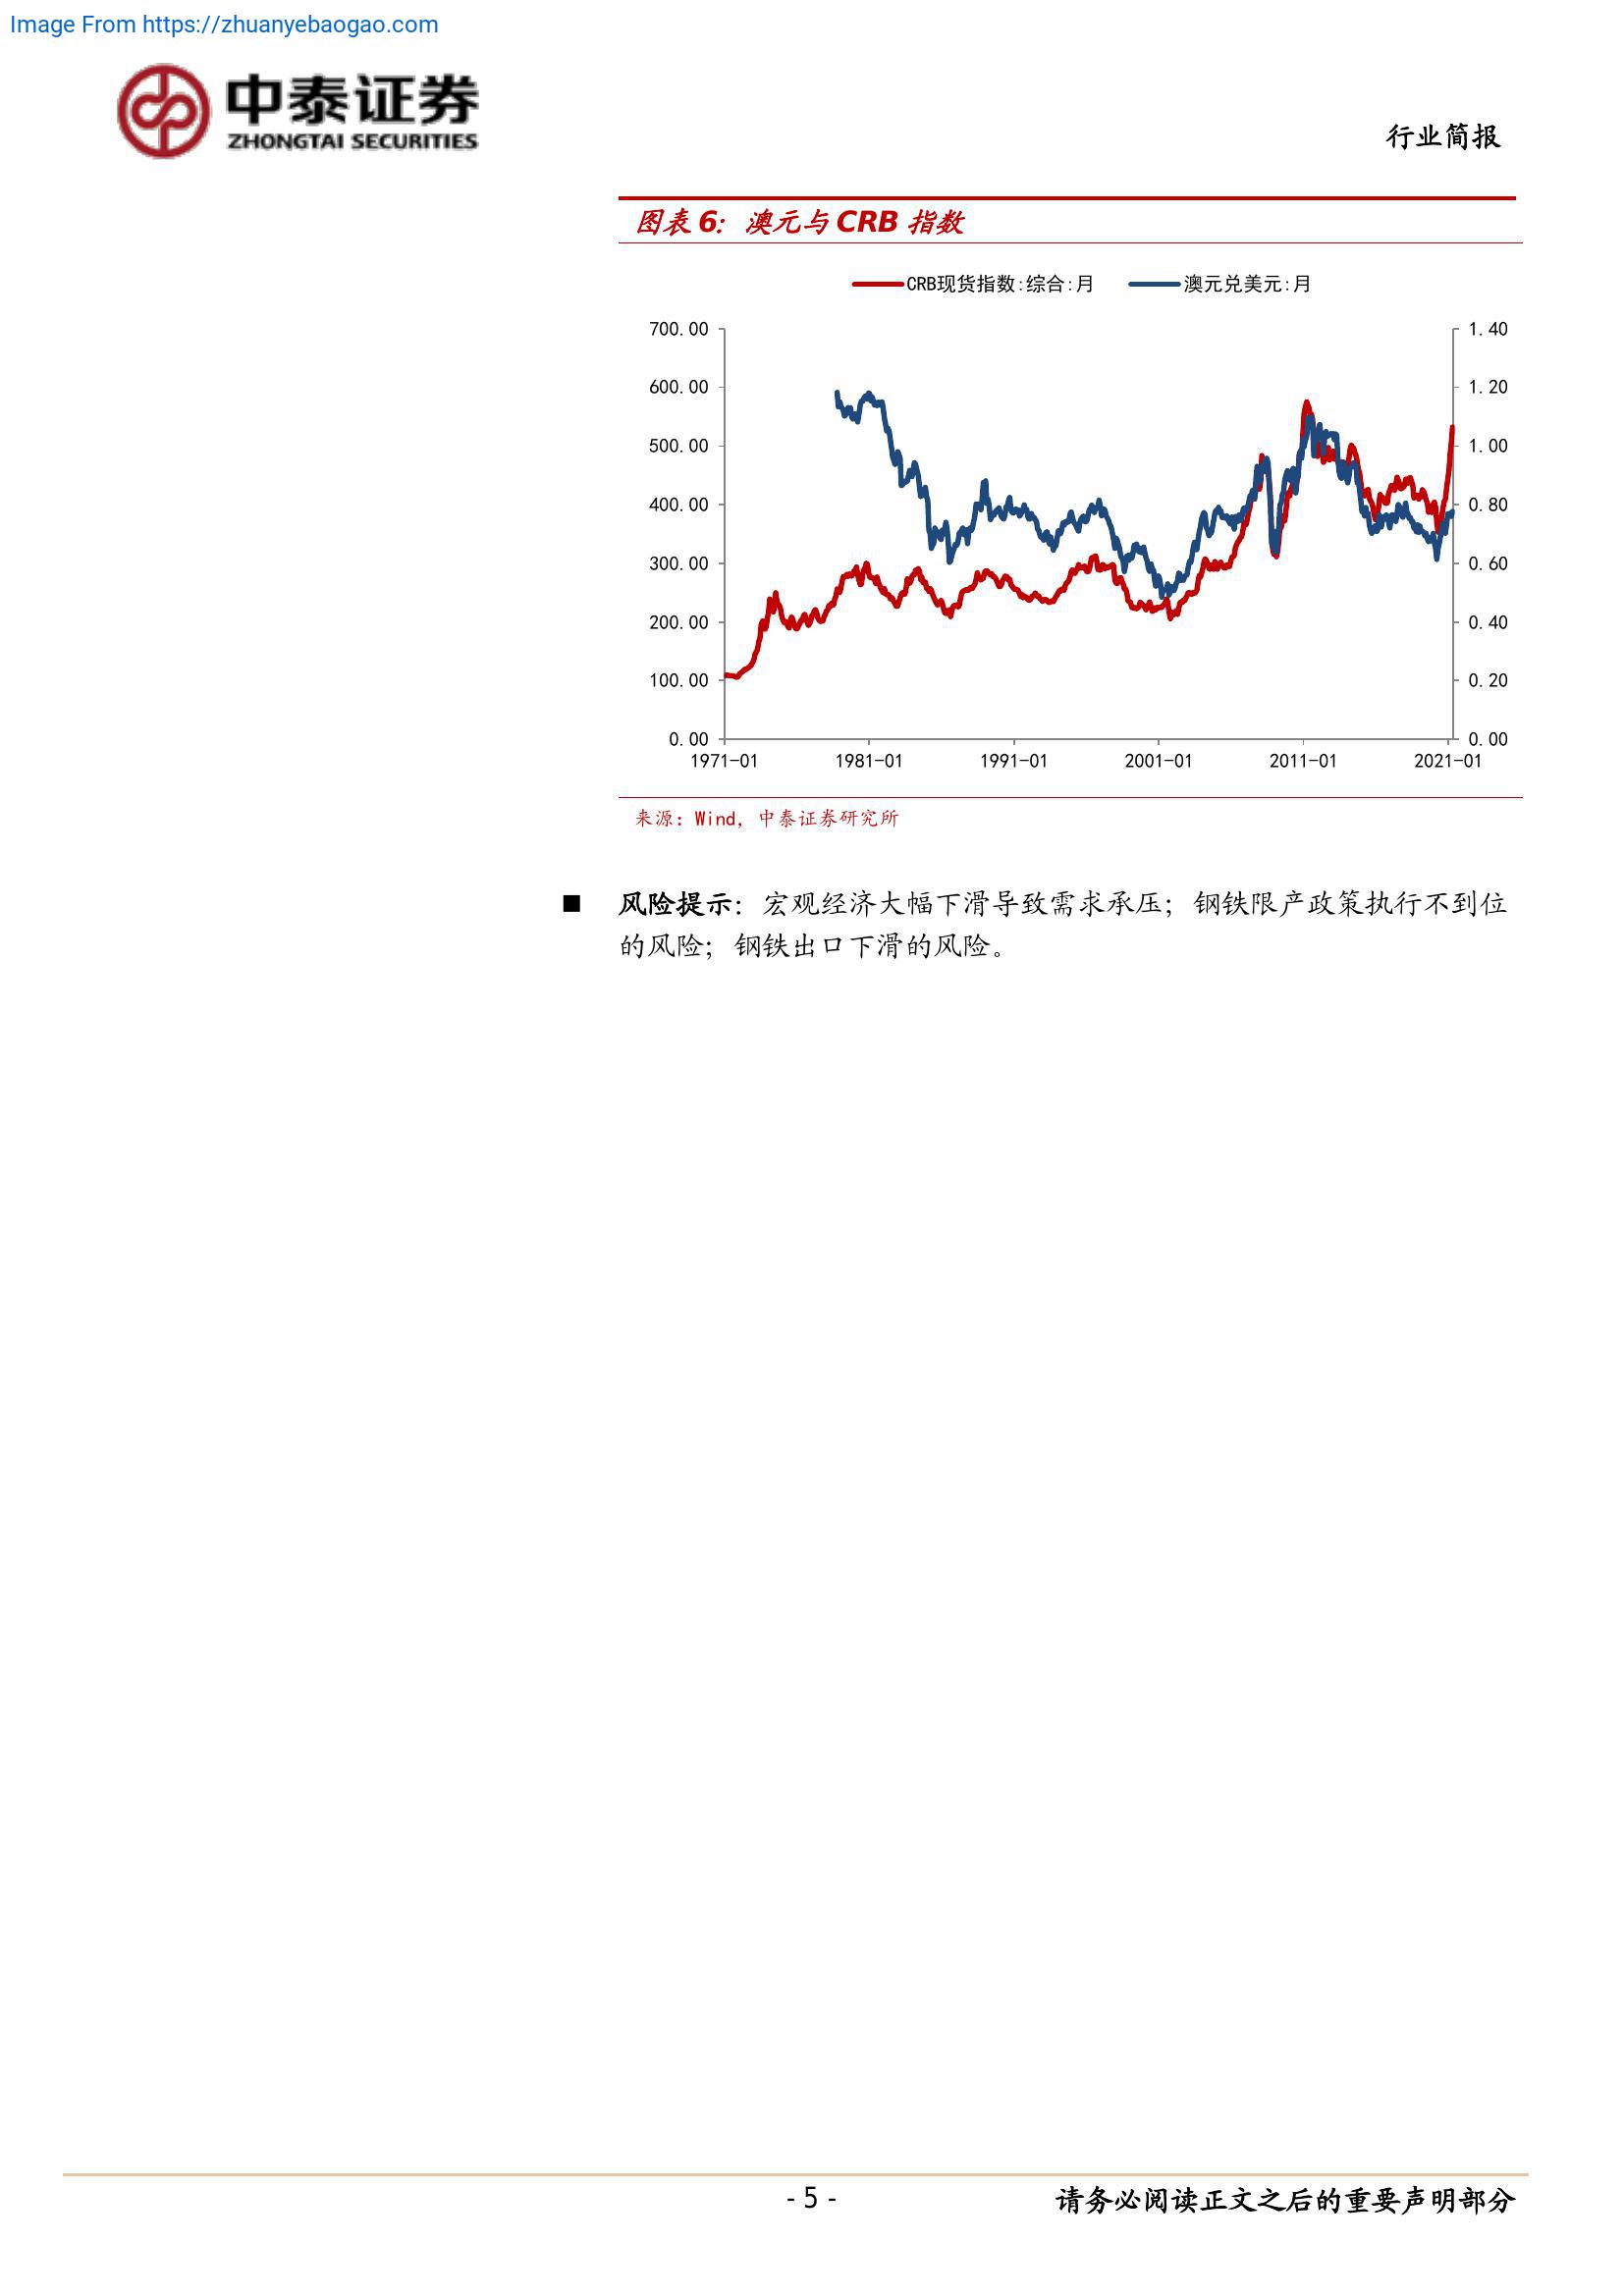 Image From https://zhuanyebaogao.com
中泰证券
ZHONGTAI SECURITIES
行业简报
图表 6：澳元与 CRB 指数
CRB现货指数:综合:月 澳元兑美元:月
700.00 1.40
600.00 1.20
500.00 1.00
400.00 0.80
300.00 0.60
200.00 0.40
100.00 0.20
0.00 0.00
1971-01 1981-01 1991-01 2001-01 2011-01 2021-01
来源：Wind，中泰证券研究所
■ 风险提示：宏观经济大幅下滑导致需求承压；钢铁限产政策执行不到位
的风险；钢铁出口下滑的风险。
- 5 - 请务必阅读正文之后的重要声明部分